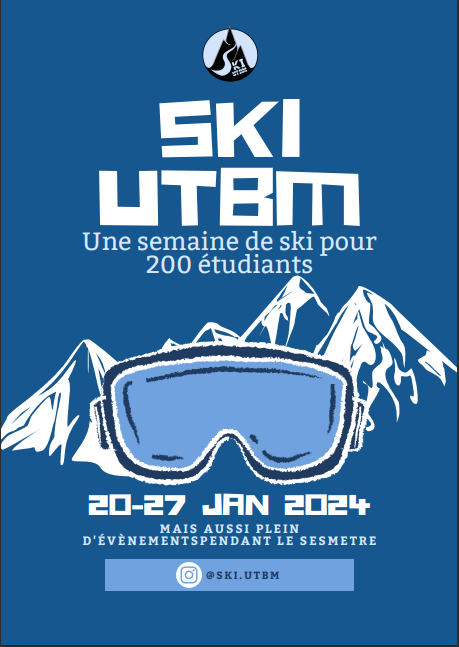 SKI
SKI
UTBM
Une semaine de ski pour
200 étudiants
20-27 JAN 2024
MAIS AUSSI PLEIN
D'ÉVÈNEMENTSPENDANT LE SESMETRE
@SKI.UTBM